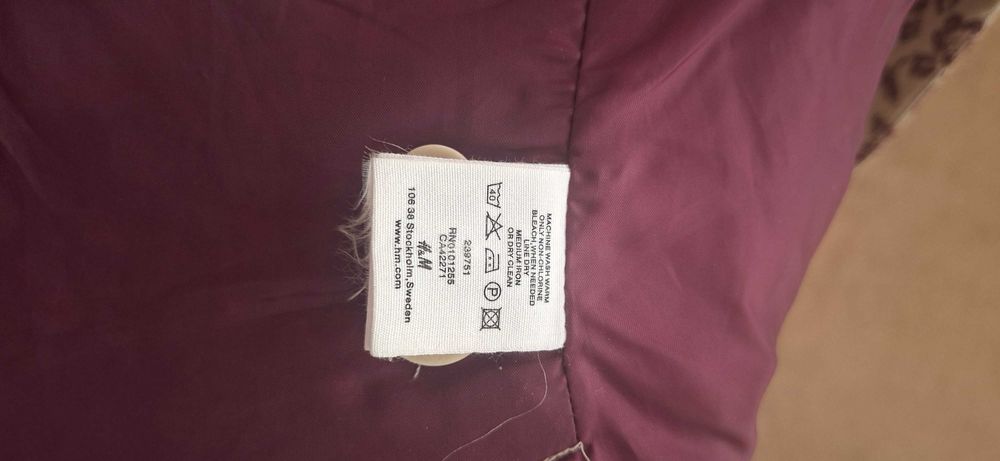 MACHINE WASH WARM
ONLY NON-CHLORINE
BLEACH, WHEN NEEDED
LINE DRY
MEDIUM IRON
OR DRY CLEAN
40 P
239751
RN0101255
CA42271
H&M
106 38 Stockholm, Sweden
www.hm.com